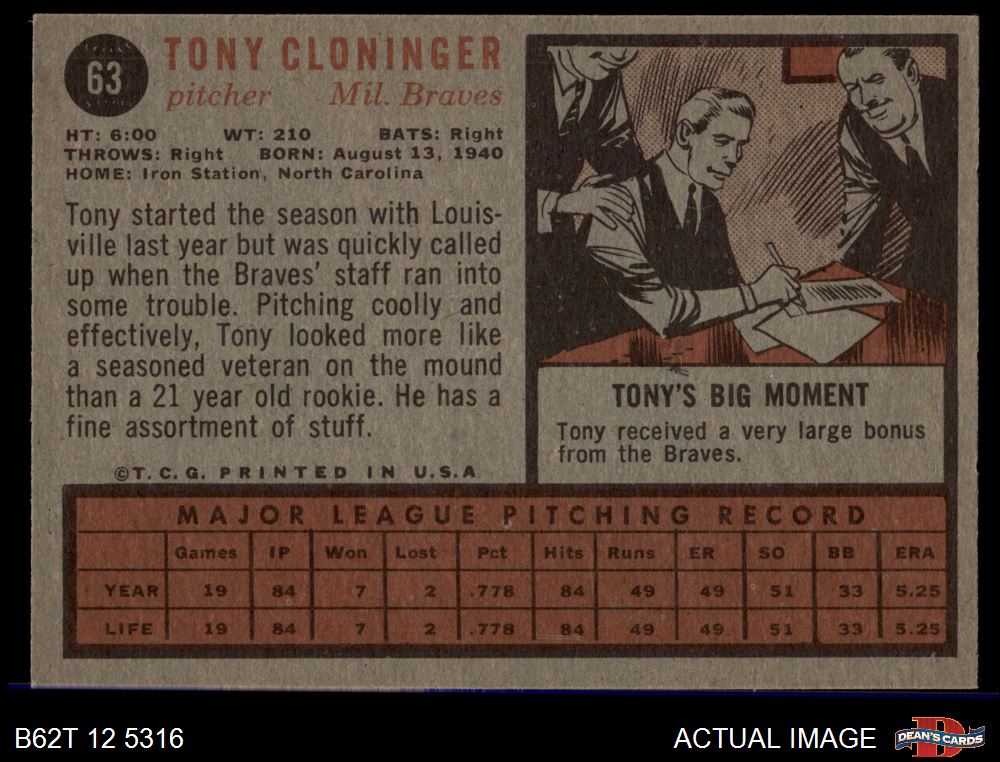 63
TONY CLONINGER
pitcher Mil. Braves
HT: 6:00 WT: 210 BATS: Right
THROWS: Right BORN: August 13, 1940
HOME: Iron Station, North Carolina
Tony started the season with Louis-
ville last year but was quickly called
up when the Braves' staff ran into
some trouble. Pitching coolly and
effectively, Tony looked more like
a seasoned veteran on the mound
than a 21 year old rookie. He has a
fine assortment of stuff.
©T.C.G. PRINTED IN U.S.A
TONY'S BIG MOMENT
Tony received a very large bonus
from the Braves.
MAJOR LEAGUE PITCHING RECORD
Games IP Won Lost Pct Hits Runs ER SO BB ERA
YEAR 19 84 7 2 .778 84 49 49 51 33 5.25
LIFE 19 84 7 2 .778 84 49 49 51 33 5.25
B62T 12 5316
ACTUAL IMAGE
DEAN'S CARDS